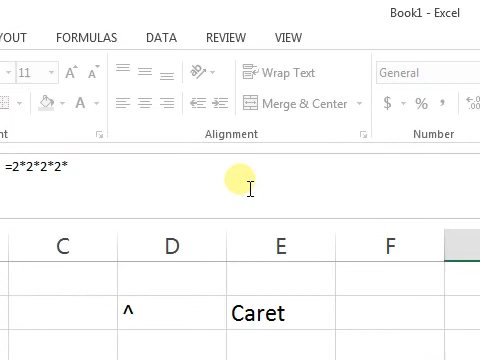 Book1 - Excel
YOUT FORMULAS DATA REVIEW VIEW
11 A A Wrap Text General
A Merge & Center $ % ,
nt Alignment Number
=2*2*2*2*
C D E F
^ Caret